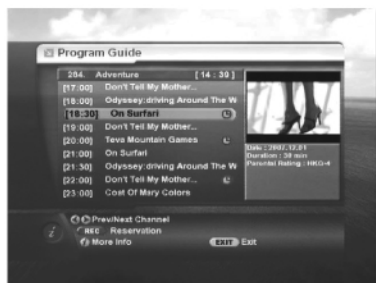 Program Guide
204. Adventure [14:39]
[17:00] Don't Tell My Mother...
[18:00] Odyssey:driving Around The W
[18:30] On Surfari
[19:00] Don't Tell My Mother...
[20:00] Teva Mountain Games
[21:00] On Surfari
[21:30] Odyssey:driving Around The W
[22:00] Don't Tell My Mother...
[23:00] Cost Of Many Colors
Date : 2007.12.01
Duration : 30 min
Parental Rating : HKG-4
Prev/Next Channel
REC Reservation
i More Info
EXIT Exit